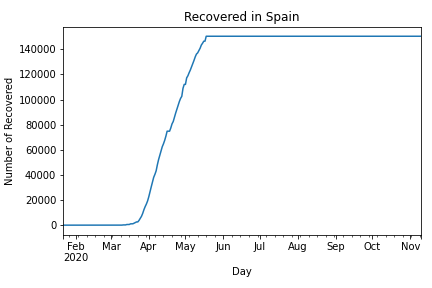 Recovered in Spain
Number of Recovered
140000
120000
100000
80000
60000
40000
20000
0
Feb Mar Apr May Jun Jul Aug Sep Oct Nov
2020
Day